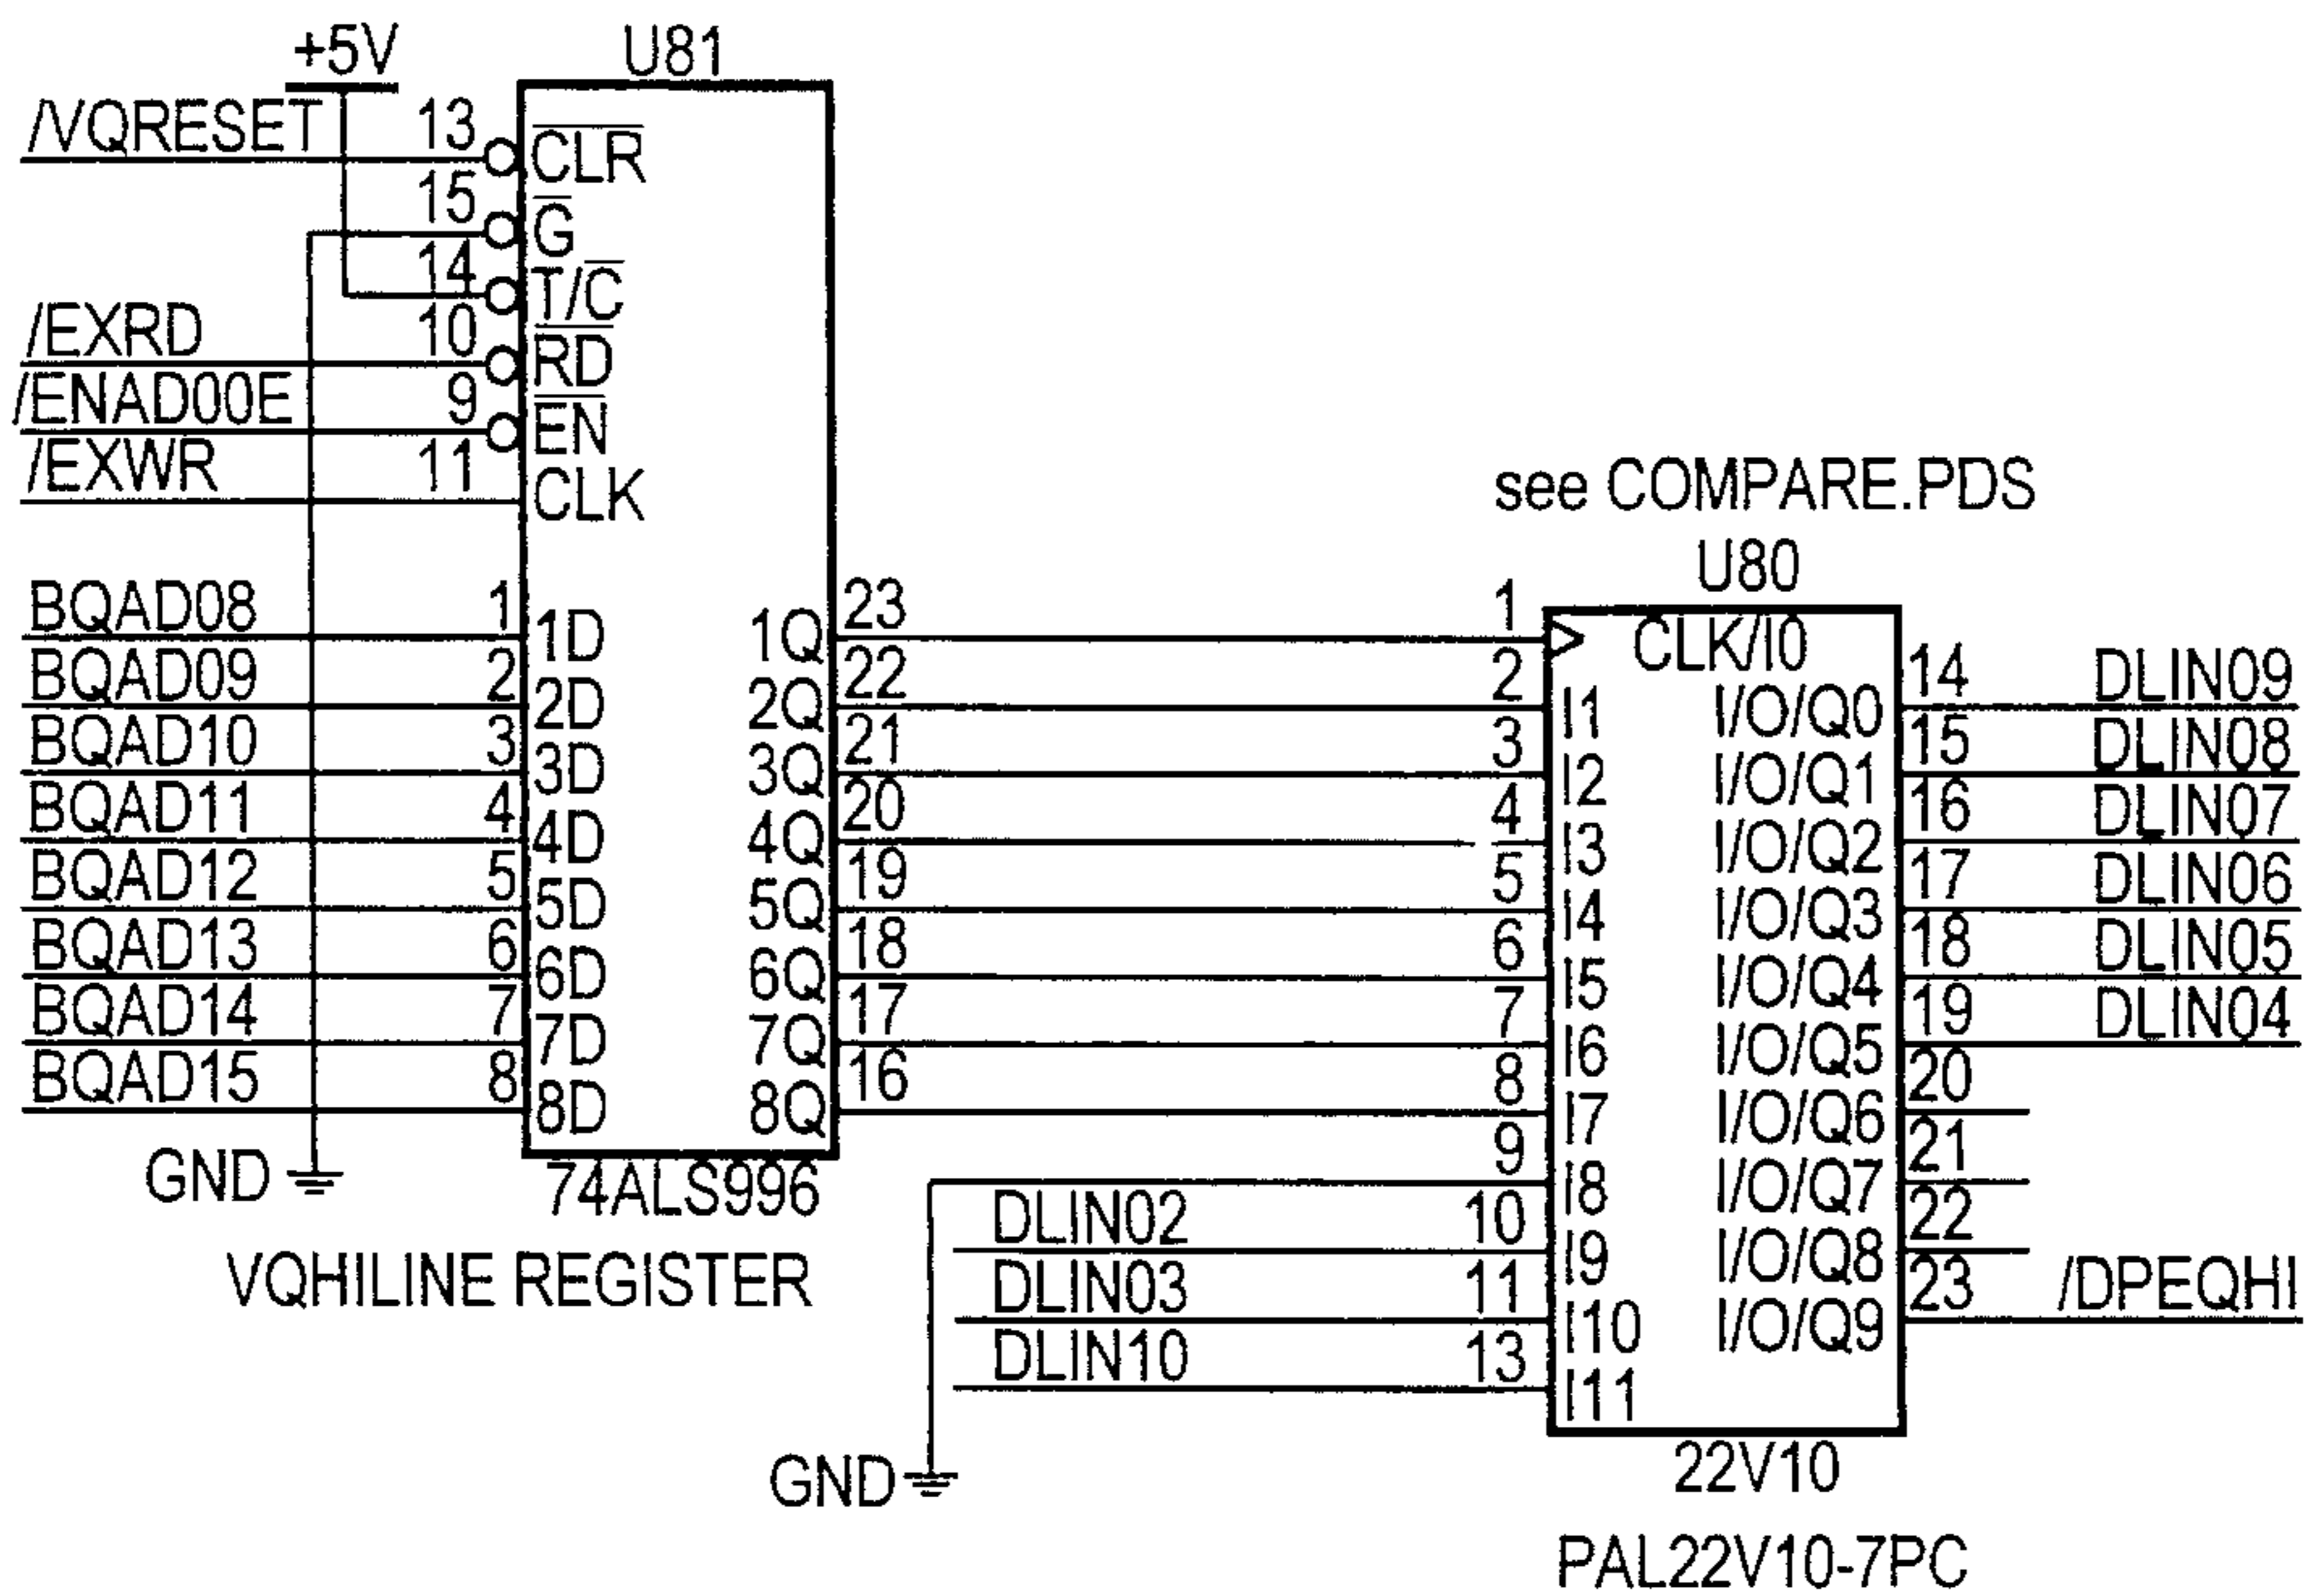 +5V
U81
/VQRESET 13 CLR
15 G
14 T/C
/EXRD 10 RD
/ENAD00E 9 EN
/EXWR 11 CLK
see COMPARE.PDS
U80
BQAD08 1 1D 1Q 23 1 CLK/I0
BQAD09 2 2D 2Q 22 2 I1 I/O/Q0 14 DLIN09
BQAD10 3 3D 3Q 21 3 I2 I/O/Q1 15 DLIN08
BQAD11 4 4D 4Q 20 4 I3 I/O/Q2 16 DLIN07
BQAD12 5 5D 5Q 19 5 I4 I/O/Q3 17 DLIN06
BQAD13 6 6D 6Q 18 6 I5 I/O/Q4 18 DLIN05
BQAD14 7 7D 7Q 17 7 I6 I/O/Q5 19 DLIN04
BQAD15 8 8D 8Q 16 8 I7 I/O/Q6 20
9 I8 I/O/Q7 21
DLIN02 10 I9 I/O/Q8 22
DLIN03 11 I10 I/O/Q9 23 /DPEQHI
DLIN10 13 I11
GND
74ALS996
VQHILINE REGISTER
GND
22V10
PAL22V10-7PC